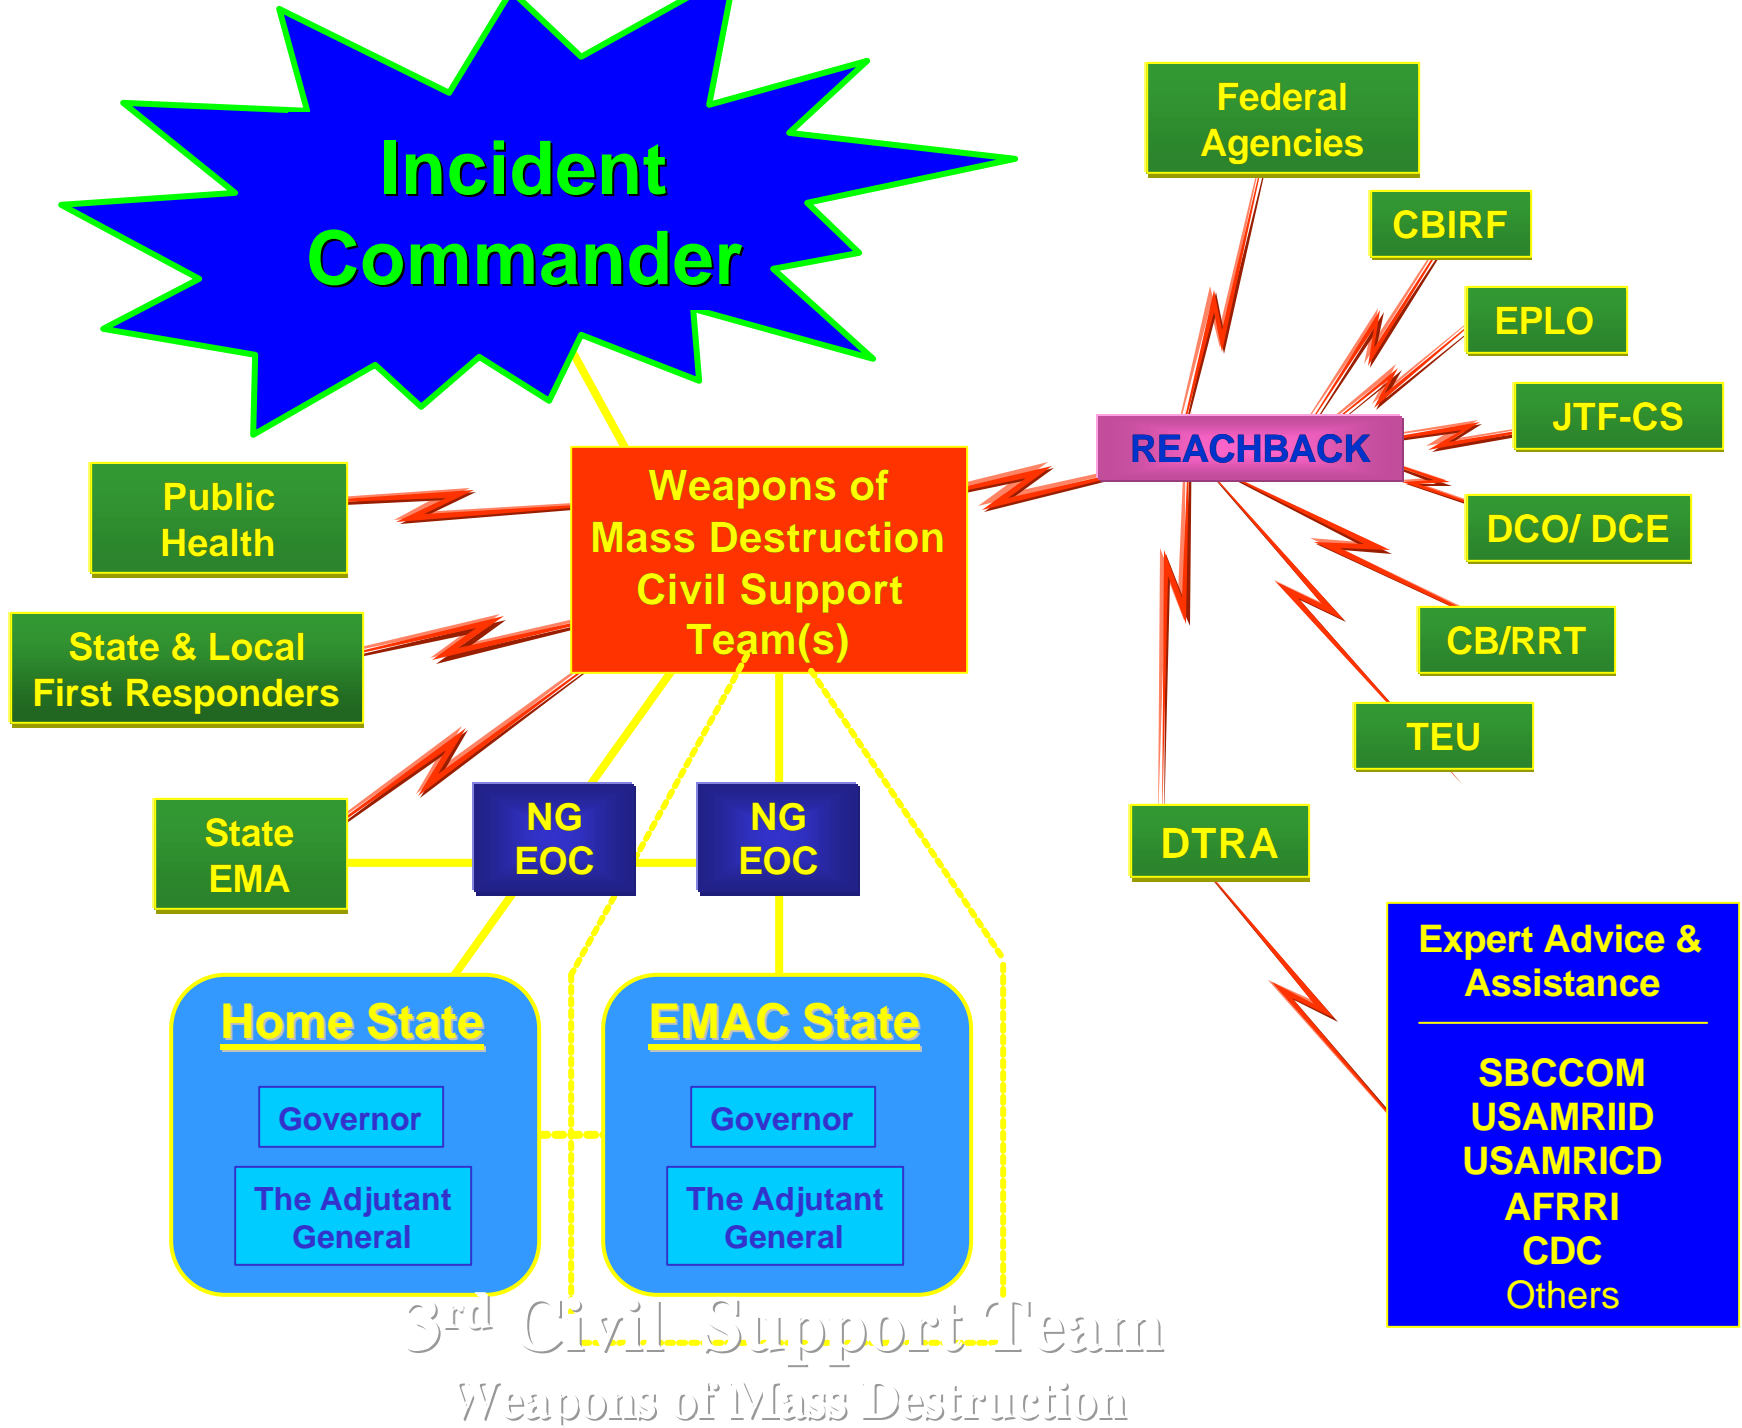 Incident
Commander
Federal
Agencies
CBIRF
EPLO
JTF-CS
REACHBACK
DCO/ DCE
CB/RRT
TEU
DTRA
Weapons of
Mass Destruction
Civil Support
Team(s)
Public
Health
State & Local
First Responders
State
EMA
NG
EOC
NG
EOC
Home State
Governor
The Adjutant
General
EMAC State
Governor
The Adjutant
General
Expert Advice &
Assistance
SBCCOM
USAMRIID
USAMRICD
AFRRI
CDC
Others
3rd Civil Support Team
Weapons of Mass Destruction